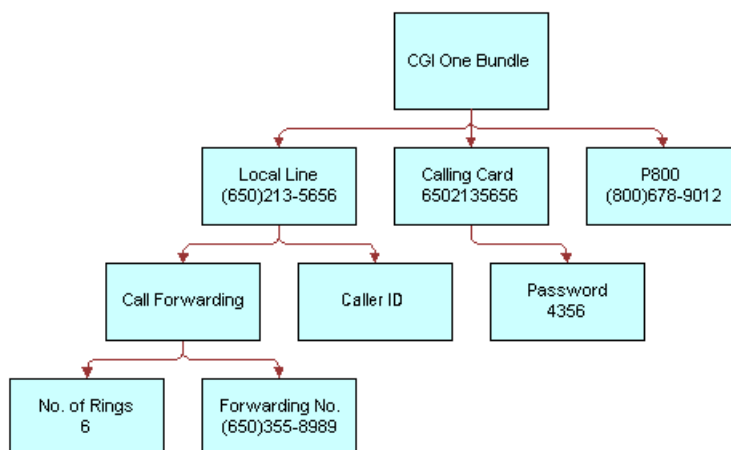 CGI One Bundle
Local Line
(650)213-5656
Calling Card
6502135656
P800
(800)678-9012
Call Forwarding
Caller ID
Password
4356
No. of Rings
6
Forwarding No.
(650)355-8989